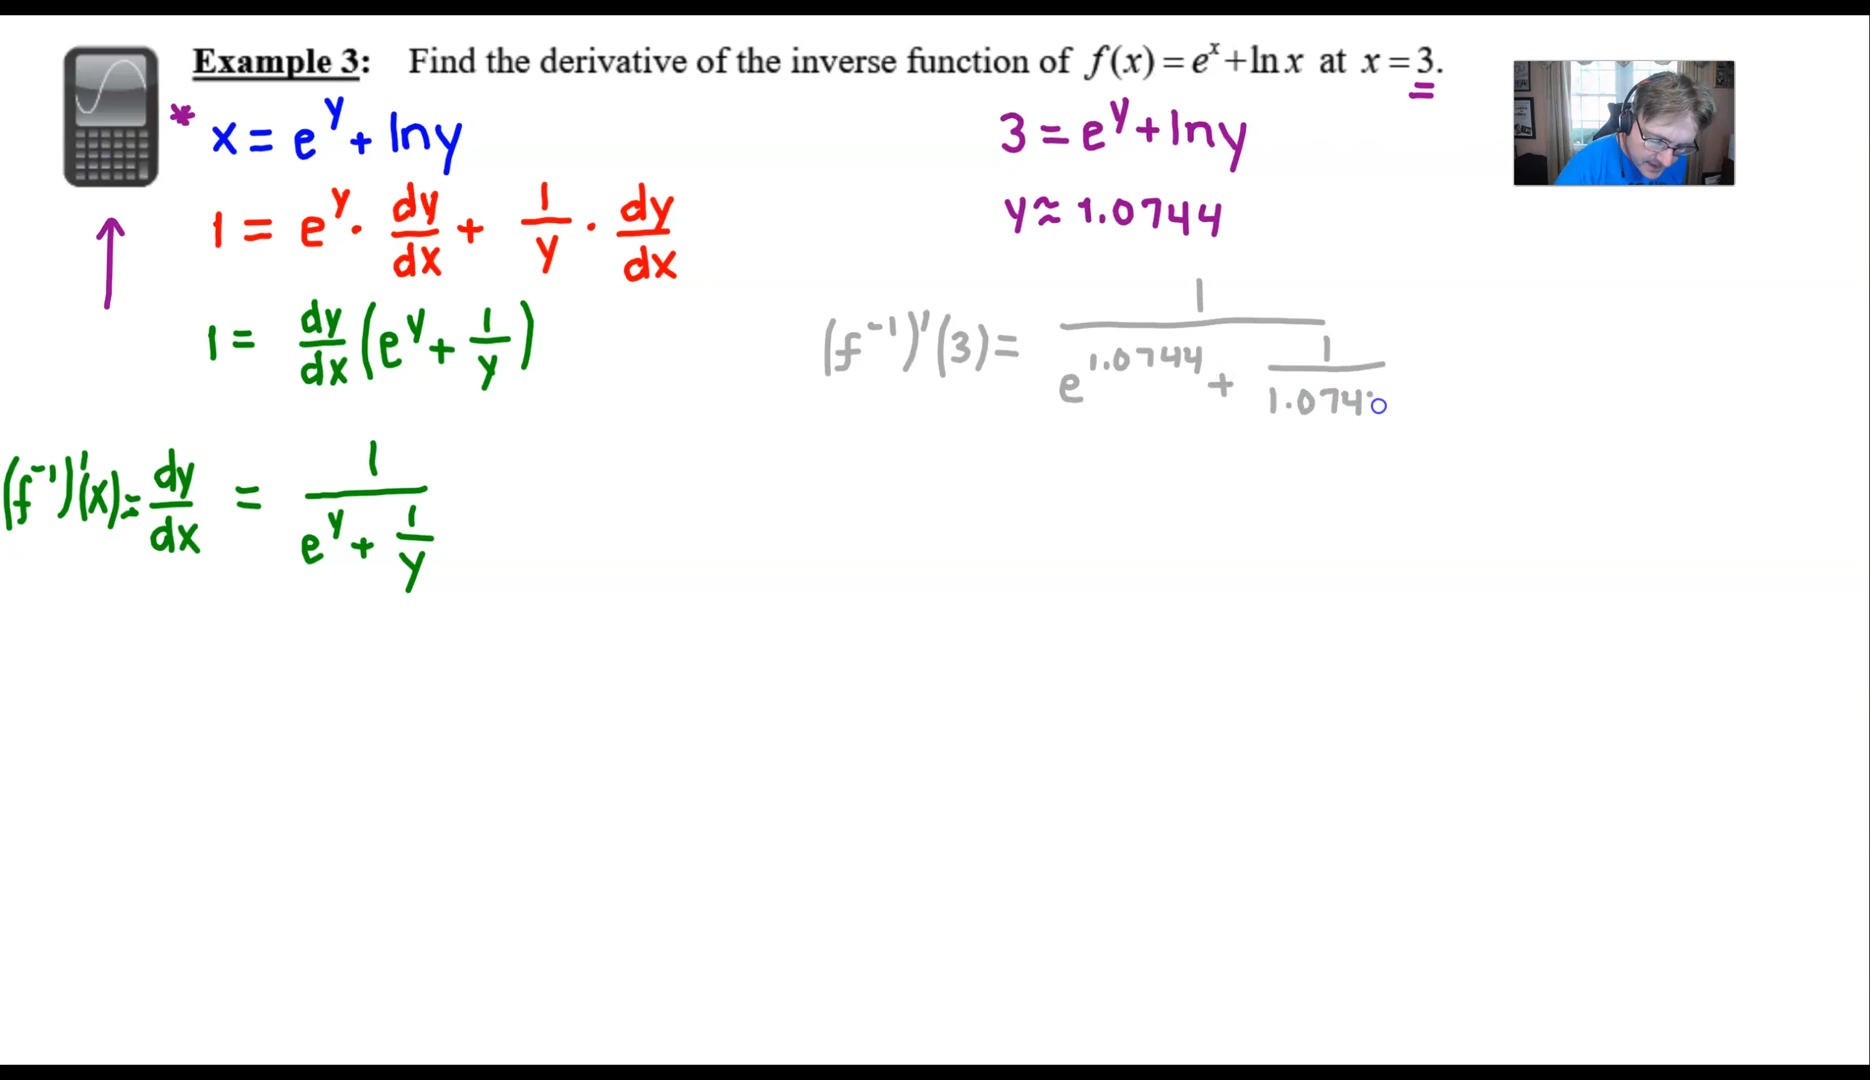 Example 3: Find the derivative of the inverse function of f(x) = e^x + ln x at x = 3.
* x = e^y + ln y
1 = e^y · dy/dx + 1/y · dy/dx
1 = dy/dx (e^y + 1/y)
(f^-1)'(x) = dy/dx = 1/(e^y + 1/y)
3 = e^y + ln y
y ≈ 1.0744
(f^-1)'(3) = 1/(e^1.0744 + 1/1.074)